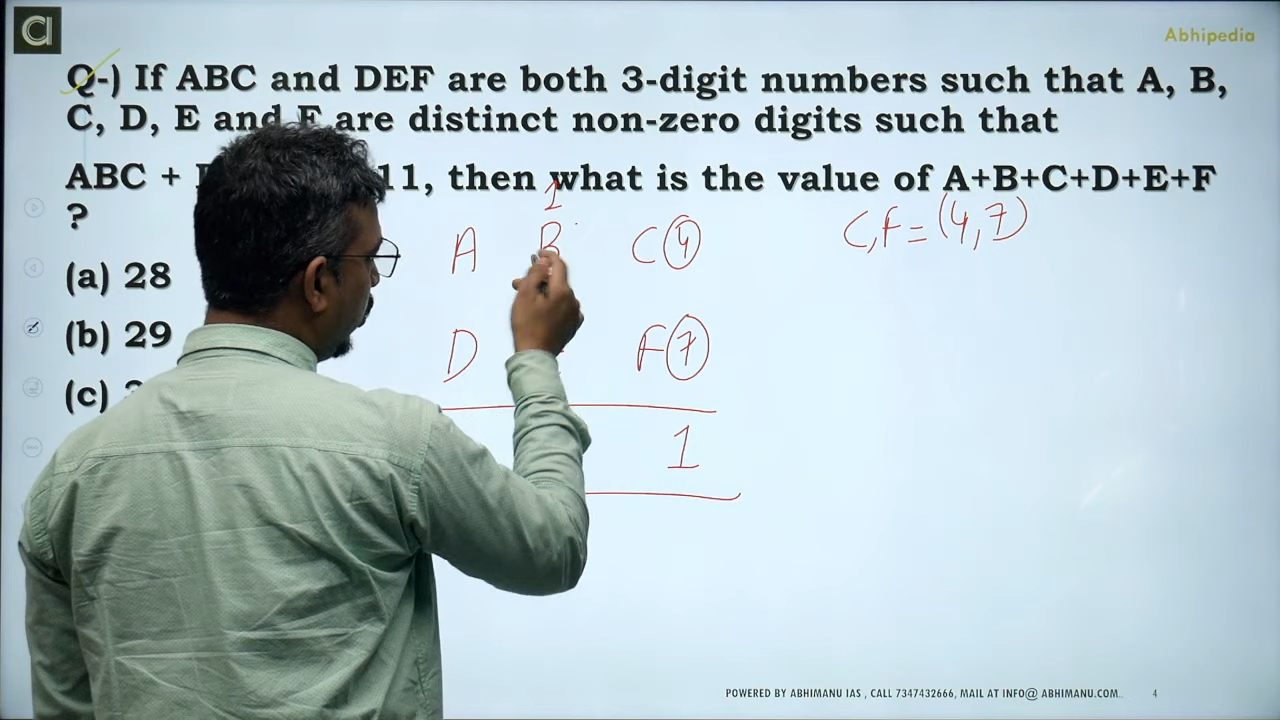 Abhipedia
Q-) If ABC and DEF are both 3-digit numbers such that A, B,
C, D, E and F are distinct non-zero digits such that
ABC + 11, then what is the value of A+B+C+D+E+F
?
1
A B C 4
C, F = (4, 7)
(a) 28
(b) 29
D F 7
(c)
1
POWERED BY ABHIMANU IAS , CALL 7347432666, MAIL AT INFO@ ABHIMANU.COM..
4